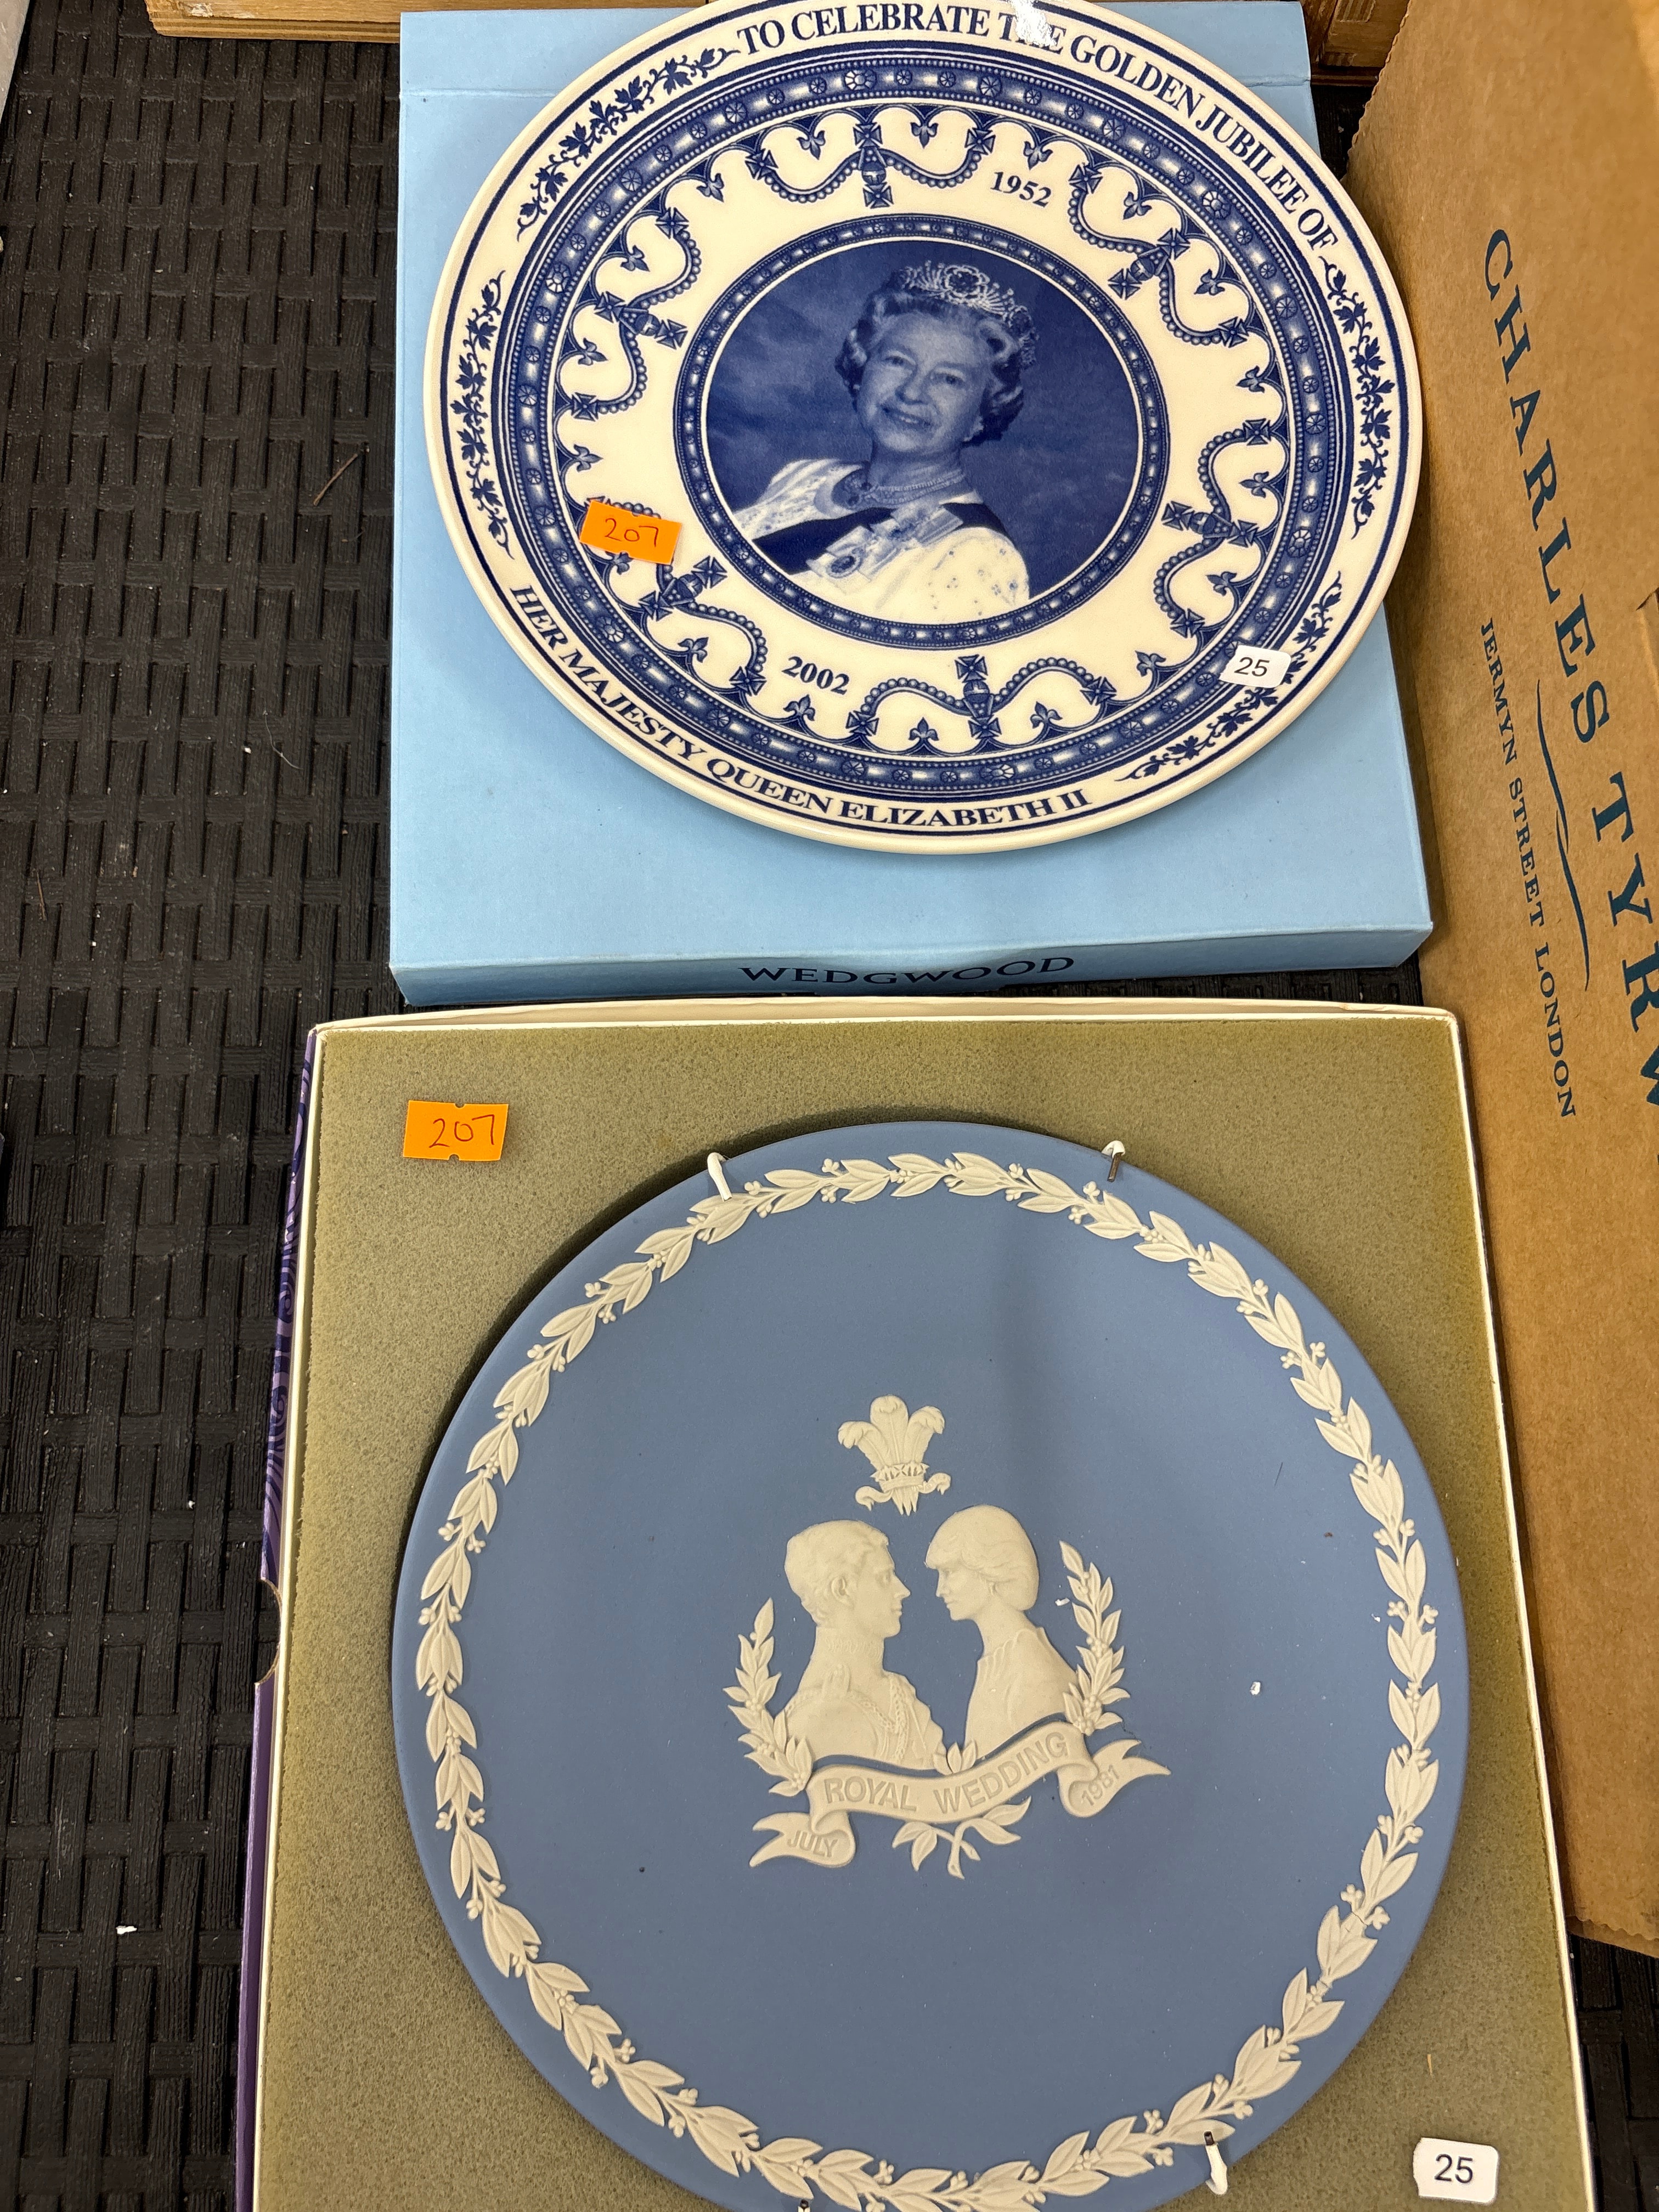 TO CELEBRATE THE GOLDEN JUBILEE OF
1952
207
25
2002
HER MAJESTY QUEEN ELIZABETH II
WEDGWOOD
CHARLES TYRW
JERMYN STREET LONDON
207
ROYAL WEDDING
JULY
1981
25